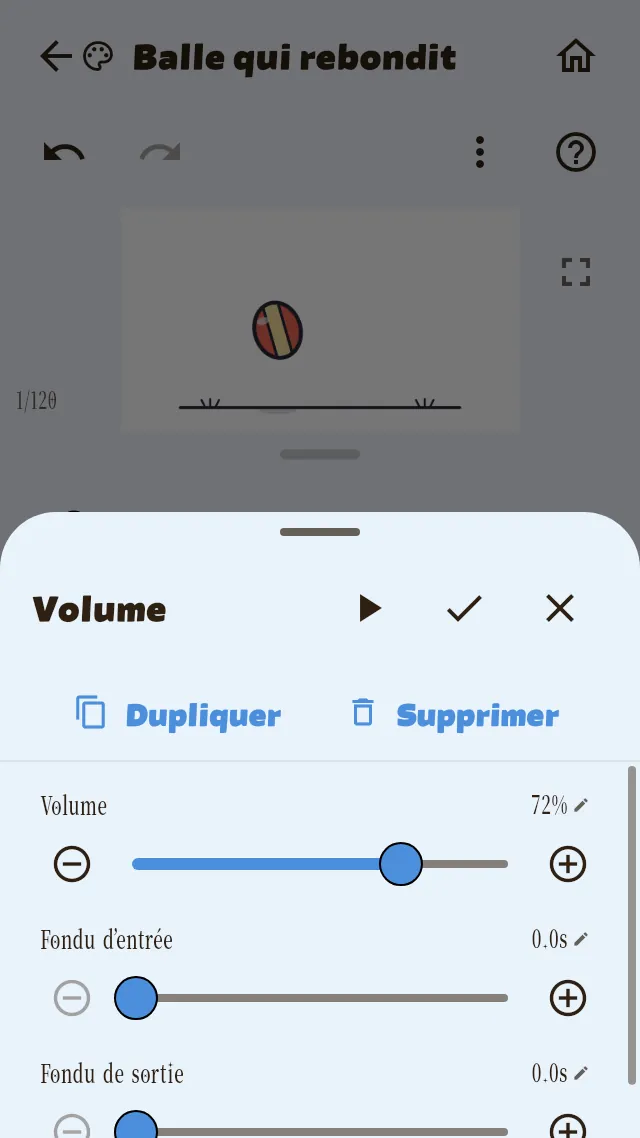 Balle qui rebondit
1/120
Volume
Dupliquer
Supprimer
Volume
72%
Fondu d'entrée
0.0s
Fondu de sortie
0.0s